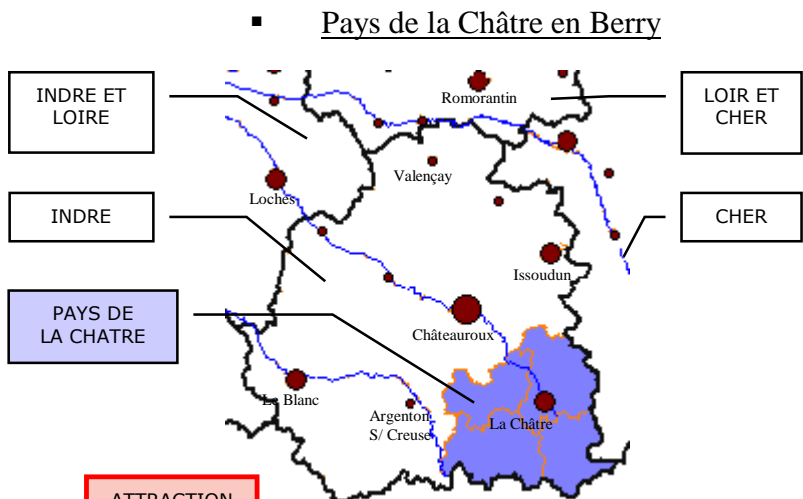 ▪ Pays de la Châtre en Berry
INDRE ET
LOIRE
LOIR ET
CHER
Romorantin
Valençay
Loches
INDRE
CHER
Issoudun
PAYS DE
LA CHATRE
Châteauroux
Le Blanc
Argenton
S/ Creuse
La Châtre
ATTRACTION